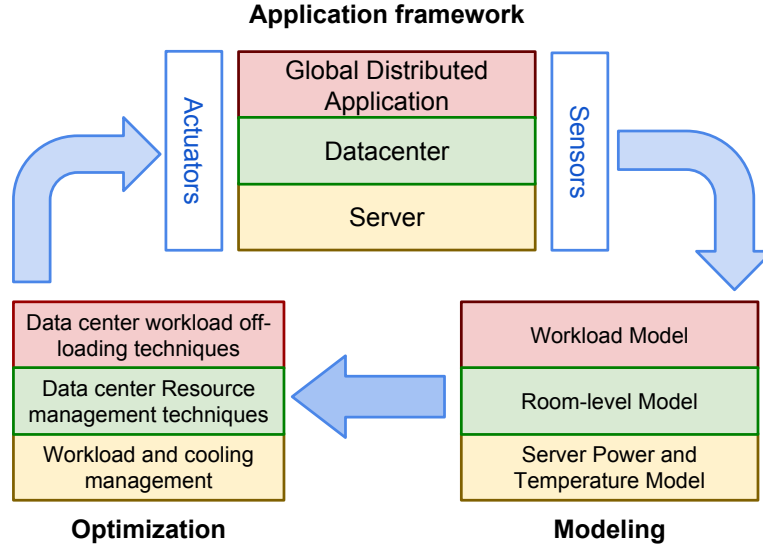 Application framework
Actuators
Global Distributed
Application
Datacenter
Server
Sensors
Data center workload off-
loading techniques
Data center Resource
management techniques
Workload and cooling
management
Optimization
Workload Model
Room-level Model
Server Power and
Temperature Model
Modeling